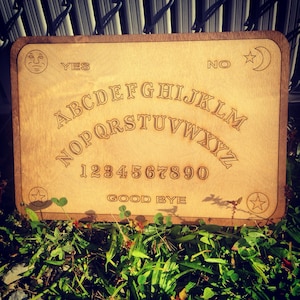 YES NO
ABCDEFGHIJKLM
NOPQRSTUVWXYZ
1234567890
GOOD BYE